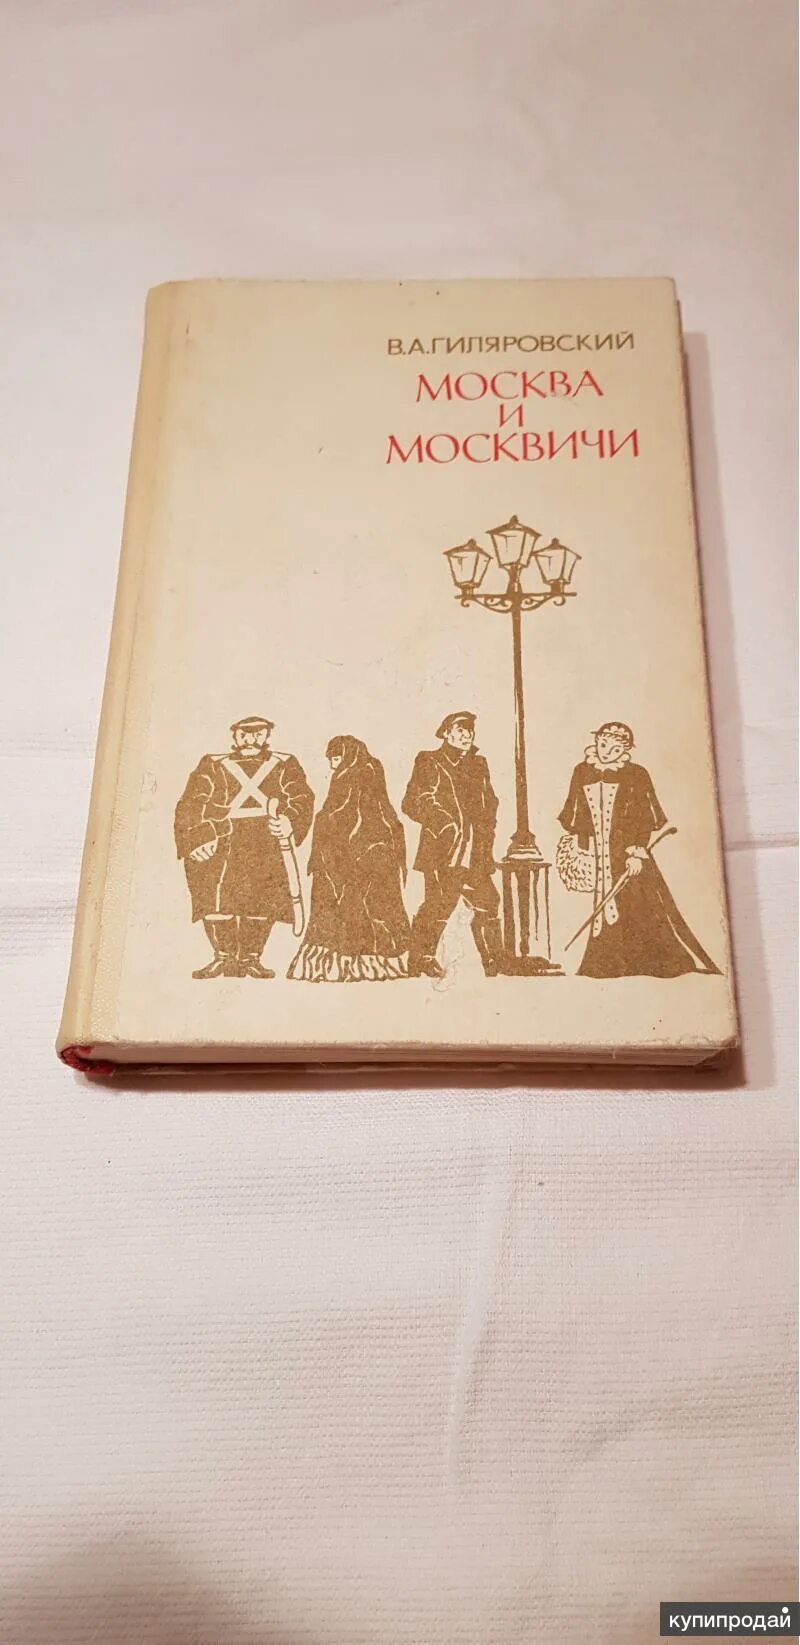 В.А.ГИЛЯРОВСКИЙ
МОСКВА
И
МОСКВИЧИ
купипродай